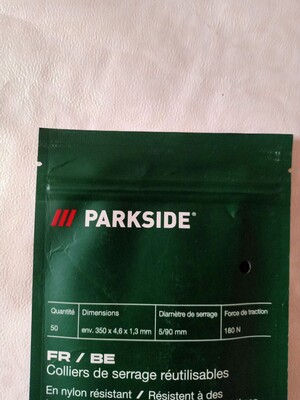 PARKSIDE®
Quantité Dimensions Diamètre de serrage Force de traction
50 env. 350 x 4,6 x 1,3 mm 5/90 mm 180 N
FR / BE
Colliers de serrage réutilisables
En nylon résistant / Résistent à des